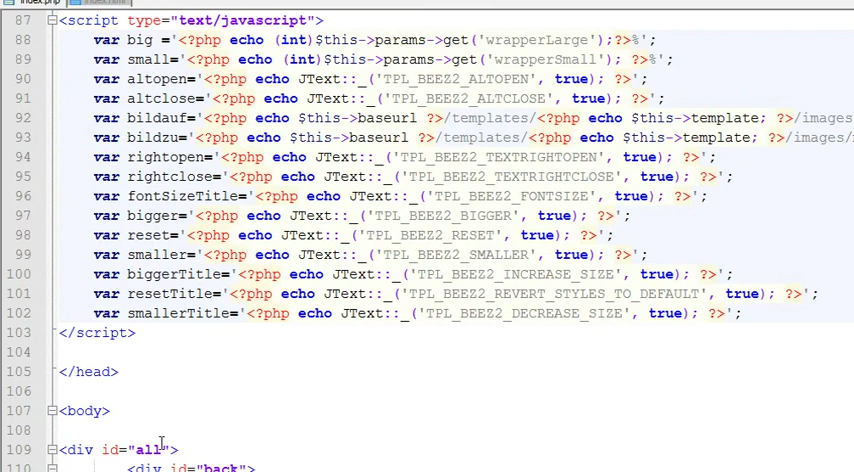 index.php index.html
87 <script type="text/javascript">
88 var big ='<?php echo (int)$this->params->get('wrapperLarge');?>%';
89 var small='<?php echo (int)$this->params->get('wrapperSmall'); ?>%';
90 var altopen='<?php echo JText::_('TPL_BEEZ2_ALTOPEN', true); ?>';
91 var altclose='<?php echo JText::_('TPL_BEEZ2_ALTCLOSE', true); ?>';
92 var bildauf='<?php echo $this->baseurl ?>/templates/<?php echo $this->template; ?>/images
93 var bildzu='<?php echo $this->baseurl ?>/templates/<?php echo $this->template; ?>/images/
94 var rightopen='<?php echo JText::_('TPL_BEEZ2_TEXTRIGHTOPEN', true); ?>';
95 var rightclose='<?php echo JText::_('TPL_BEEZ2_TEXTRIGHTCLOSE', true); ?>';
96 var fontSizeTitle='<?php echo JText::_('TPL_BEEZ2_FONTSIZE', true); ?>';
97 var bigger='<?php echo JText::_('TPL_BEEZ2_BIGGER', true); ?>';
98 var reset='<?php echo JText::_('TPL_BEEZ2_RESET', true); ?>';
99 var smaller='<?php echo JText::_('TPL_BEEZ2_SMALLER', true); ?>';
100 var biggerTitle='<?php echo JText::_('TPL_BEEZ2_INCREASE_SIZE', true); ?>';
101 var resetTitle='<?php echo JText::_('TPL_BEEZ2_REVERT_STYLES_TO_DEFAULT', true); ?>';
102 var smallerTitle='<?php echo JText::_('TPL_BEEZ2_DECREASE_SIZE', true); ?>';
103 </script>
104
105 </head>
106
107 <body>
108
109 <div id="all">
110 <div id="back">